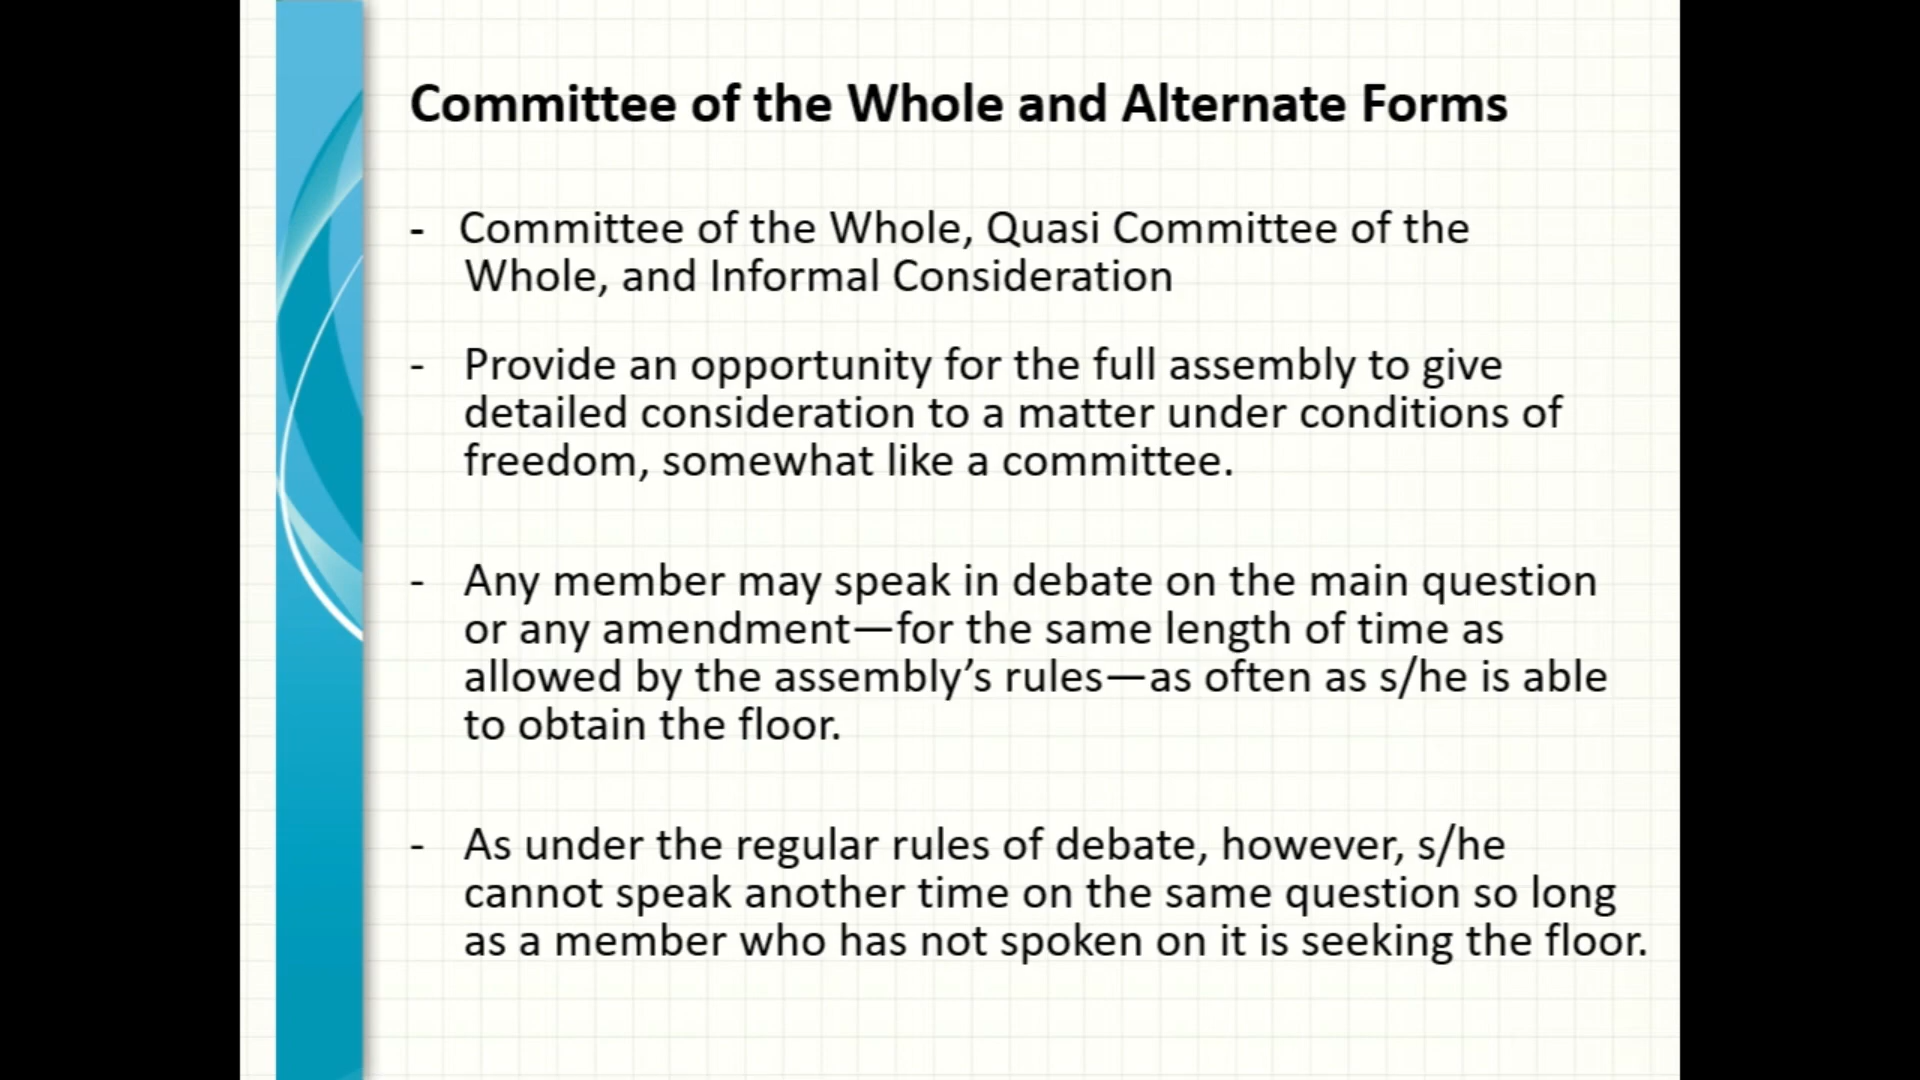 Committee of the Whole and Alternate Forms
- Committee of the Whole, Quasi Committee of the
Whole, and Informal Consideration
- Provide an opportunity for the full assembly to give
detailed consideration to a matter under conditions of
freedom, somewhat like a committee.
- Any member may speak in debate on the main question
or any amendment—for the same length of time as
allowed by the assembly’s rules—as often as s/he is able
to obtain the floor.
- As under the regular rules of debate, however, s/he
cannot speak another time on the same question so long
as a member who has not spoken on it is seeking the floor.